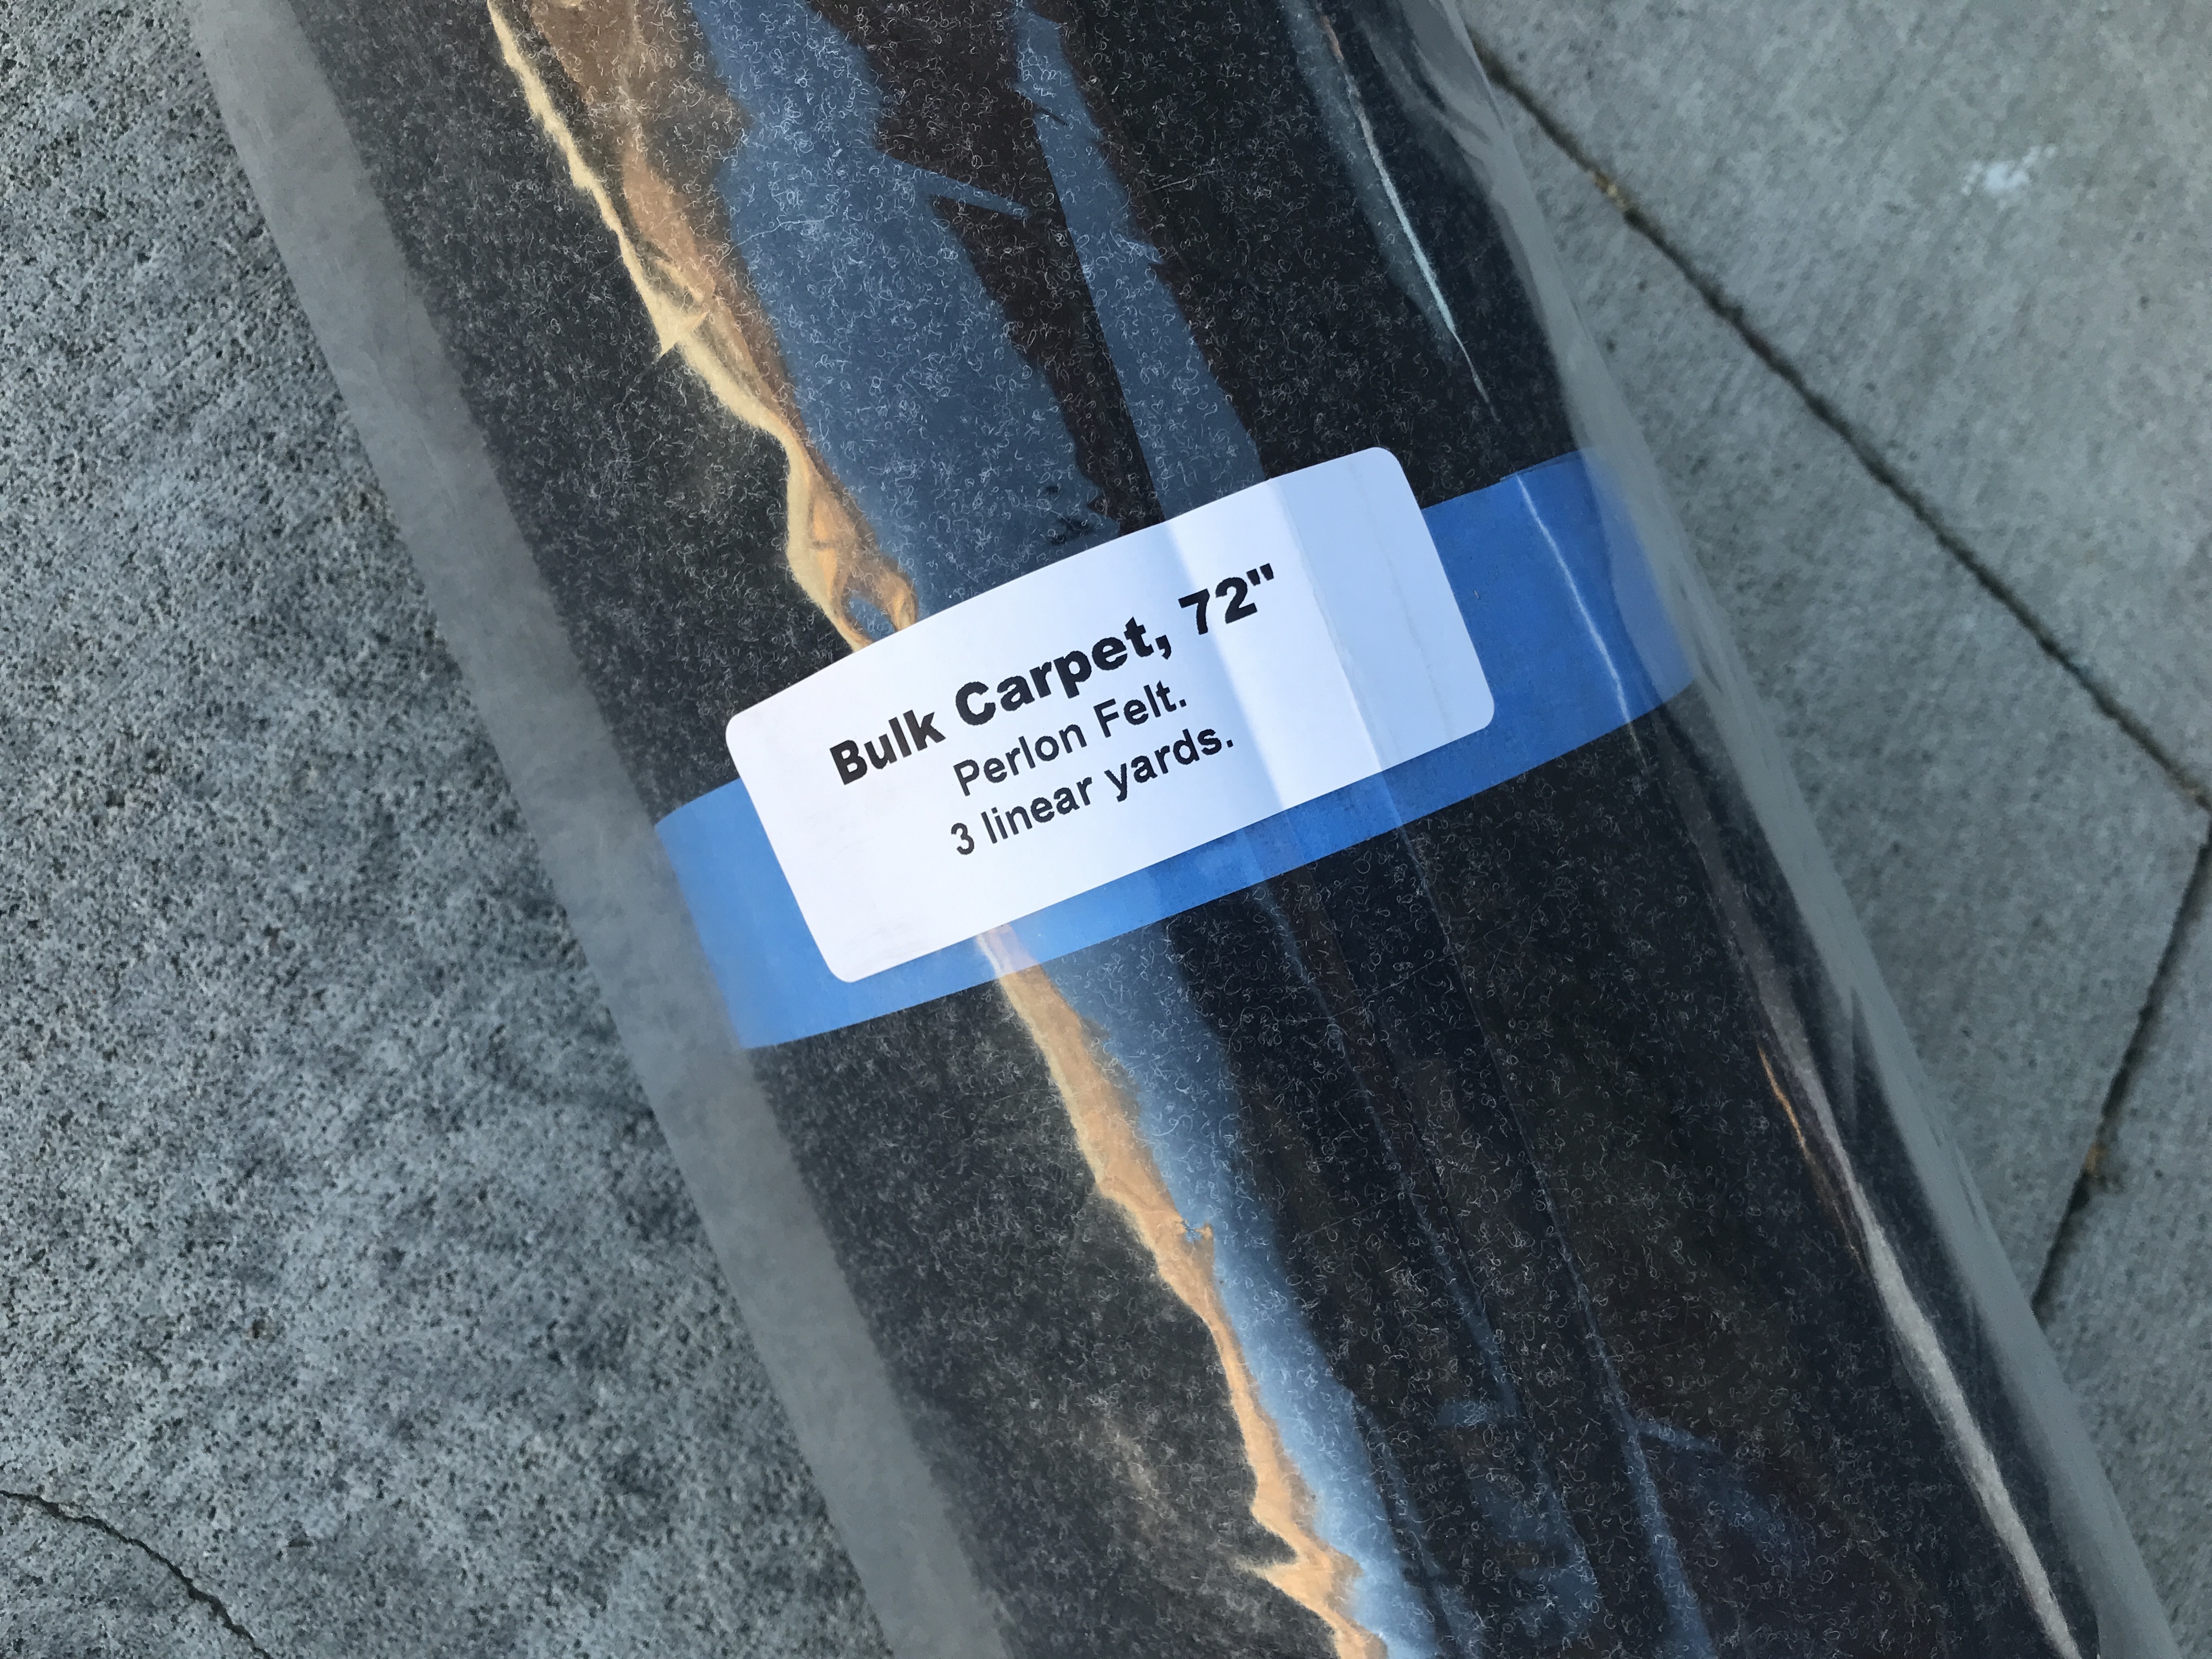 Bulk Carpet, 72"
Perlon Felt.
3 linear yards.